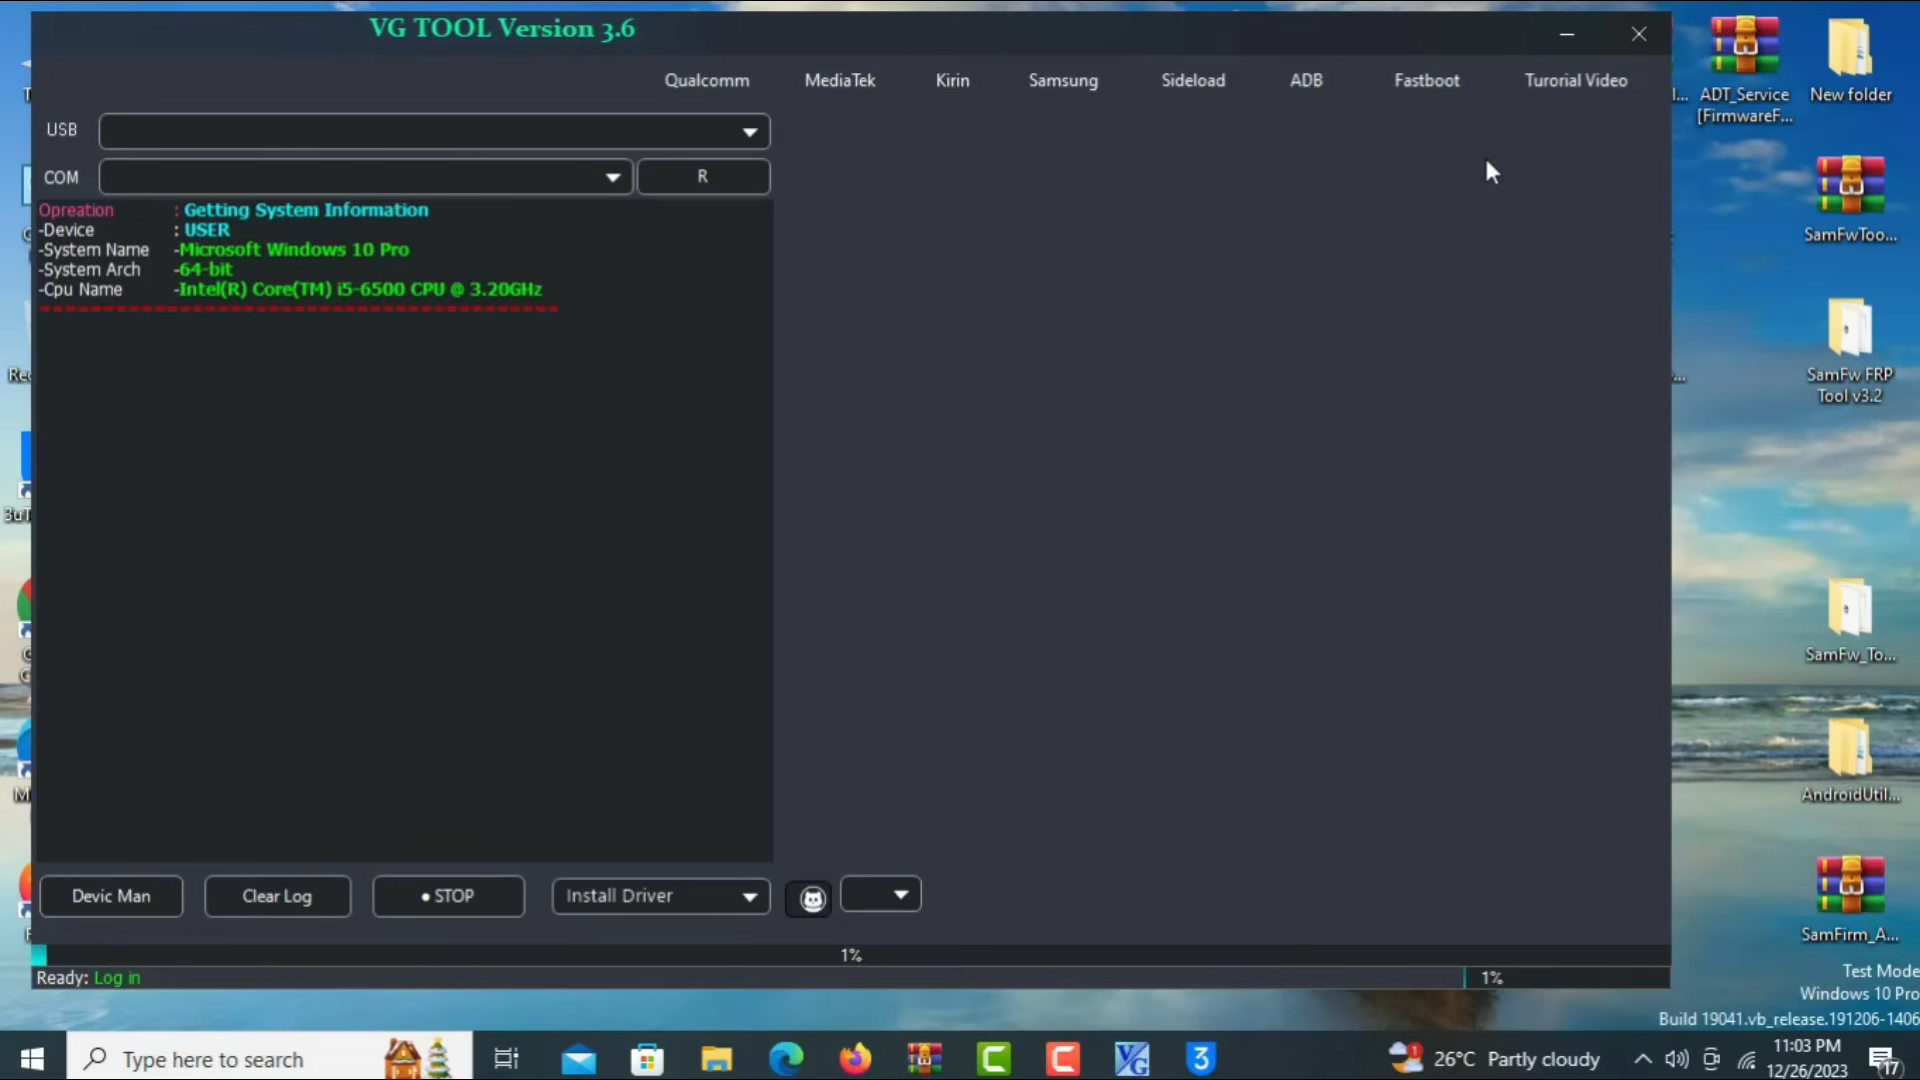 VG TOOL Version 3.6
Qualcomm MediaTek Kirin Samsung Sideload ADB Fastboot Turorial Video
USB
COM R
Opreation : Getting System Information
-Device : USER
-System Name -Microsoft Windows 10 Pro
-System Arch -64-bit
-Cpu Name -Intel(R) Core(TM) i5-6500 CPU @ 3.20GHz
Devic Man Clear Log • STOP Install Driver
1%
Ready: Log in 1%
ADT_Service
[FirmwareF...
New folder
SamFwToo...
SamFw FRP
Tool v3.2
SamFw_To...
AndroidUtil...
SamFirm_A...
3uT
Test Mode
Windows 10 Pro
Build 19041.vb_release.191206-1406
Type here to search
26°C Partly cloudy
11:03 PM
12/26/2023
17